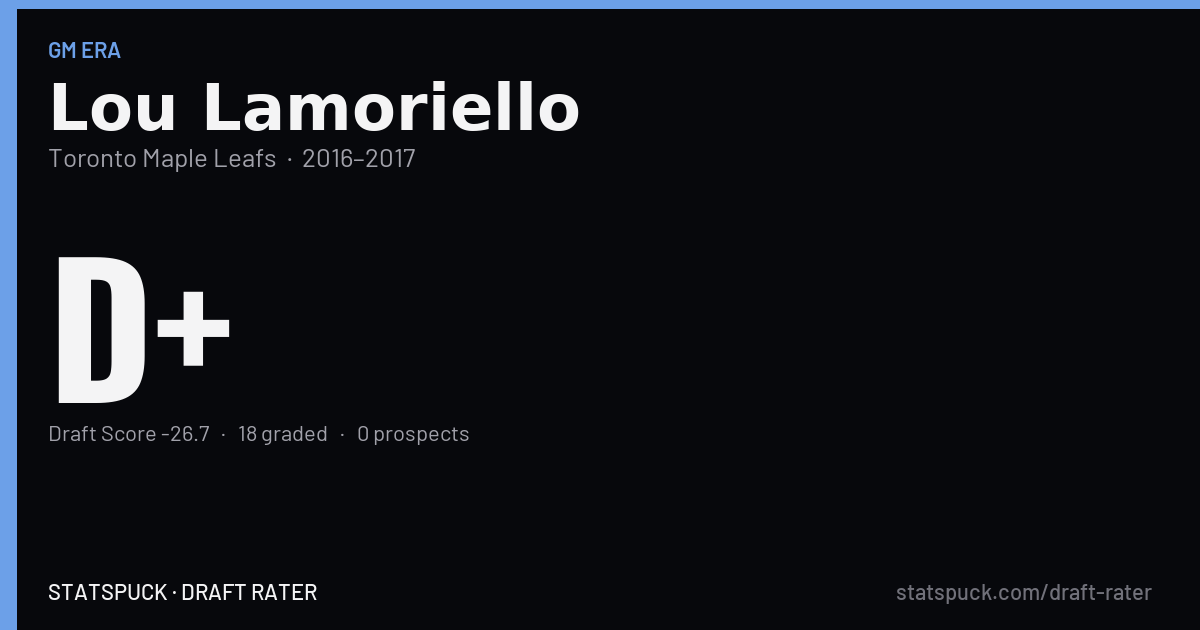 GM ERA
Lou Lamoriello
Toronto Maple Leafs · 2016–2017
D+
Draft Score -26.7 · 18 graded · 0 prospects
STATSPUCK · DRAFT RATER
statspuck.com/draft-rater